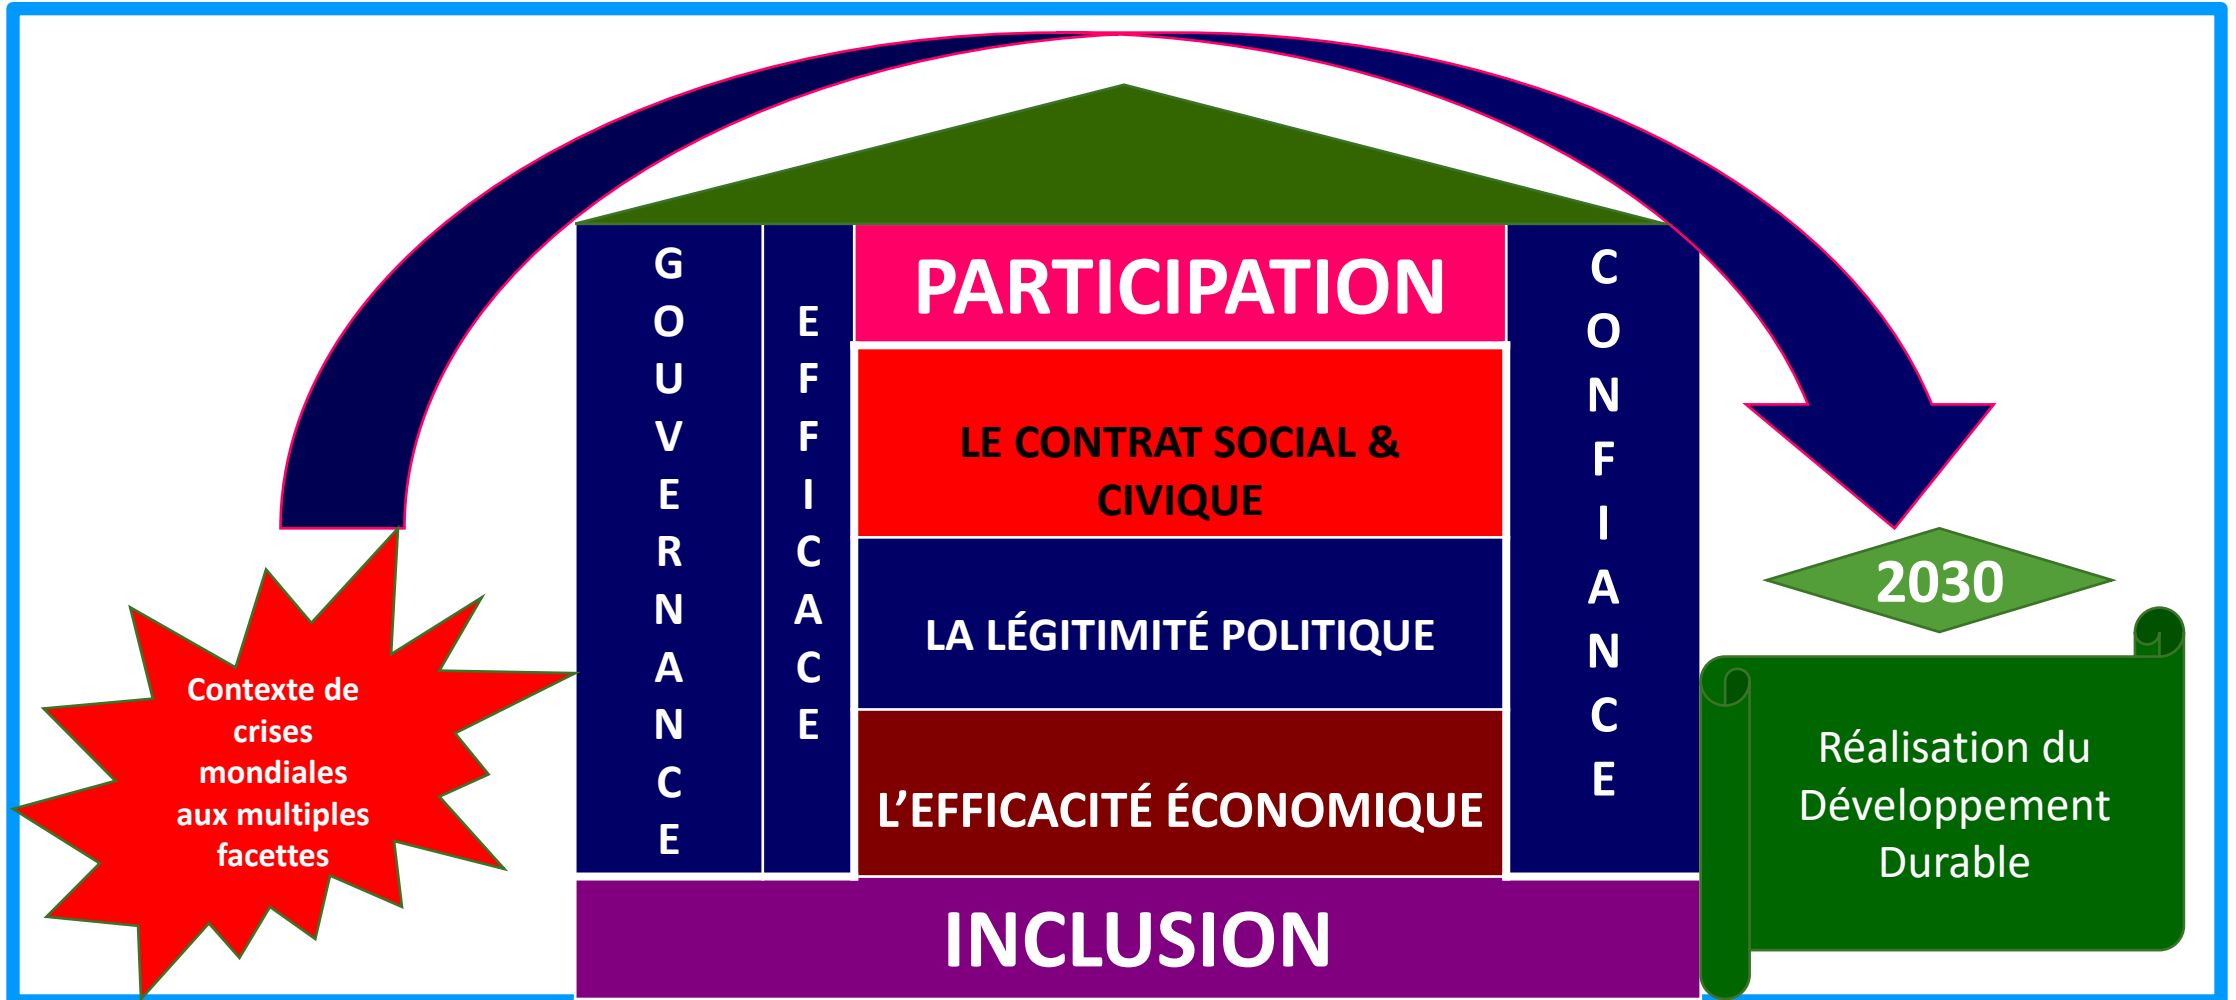 GOUVERNANCE
EFFICACE
PARTICIPATION
LE CONTRAT SOCIAL &
CIVIQUE
LA LÉGITIMITÉ POLITIQUE
L’EFFICACITÉ ÉCONOMIQUE
CONFIANCE
INCLUSION
Contexte de
crises
mondiales
aux multiples
facettes
2030
Réalisation du
Développement
Durable